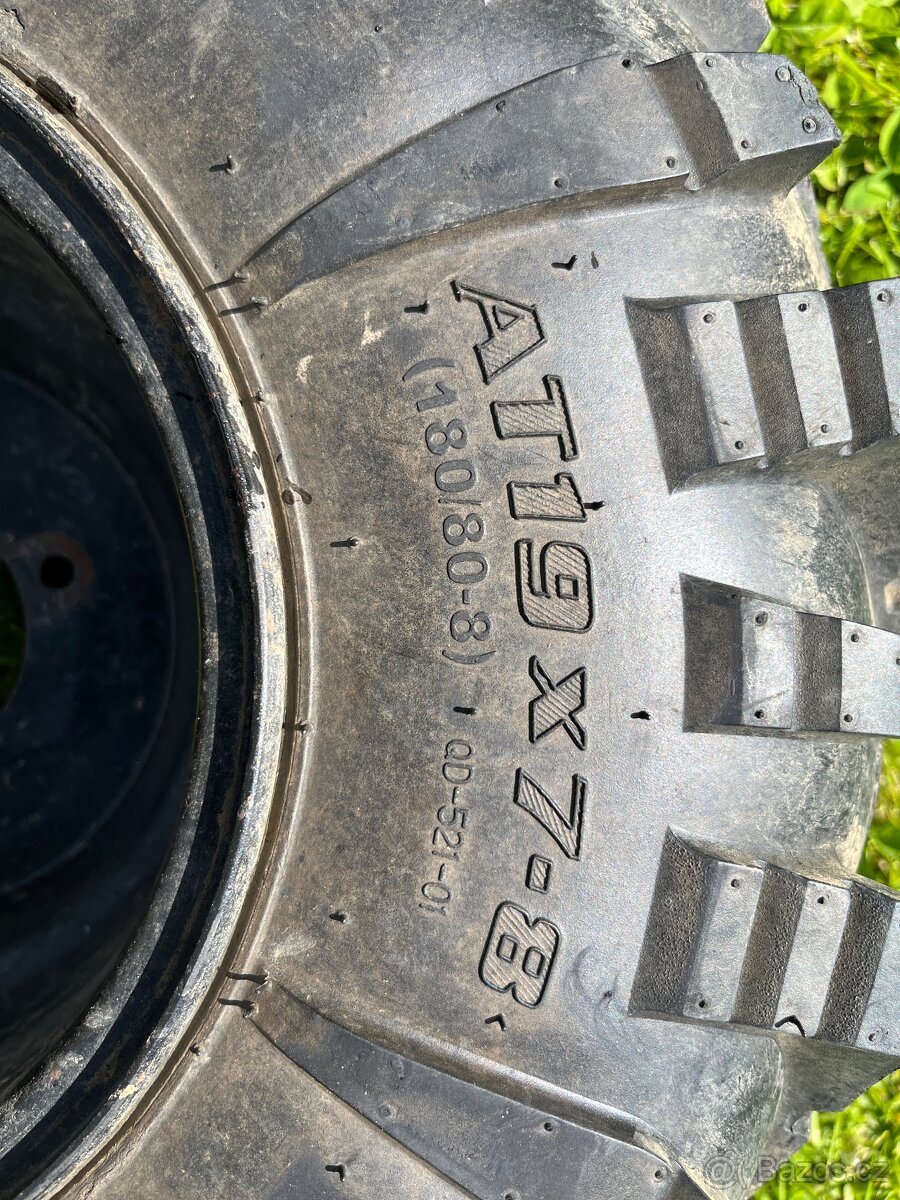 AT19x7-8
(180/80-8) QD-521-01
@ Bazos.cz